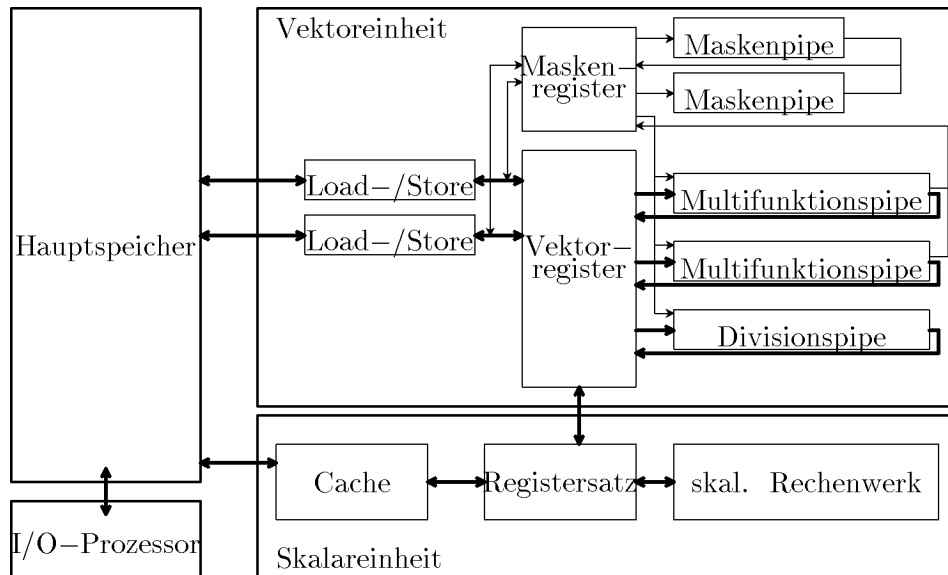 Vektoreinheit
Masken–
register
Maskenpipe
Maskenpipe
Load–/Store
Load–/Store
Hauptspeicher
Vektor–
register
Multifunktionspipe
Multifunktionspipe
Divisionspipe
Cache
Registersatz
skal. Rechenwerk
I/O–Prozessor
Skalareinheit